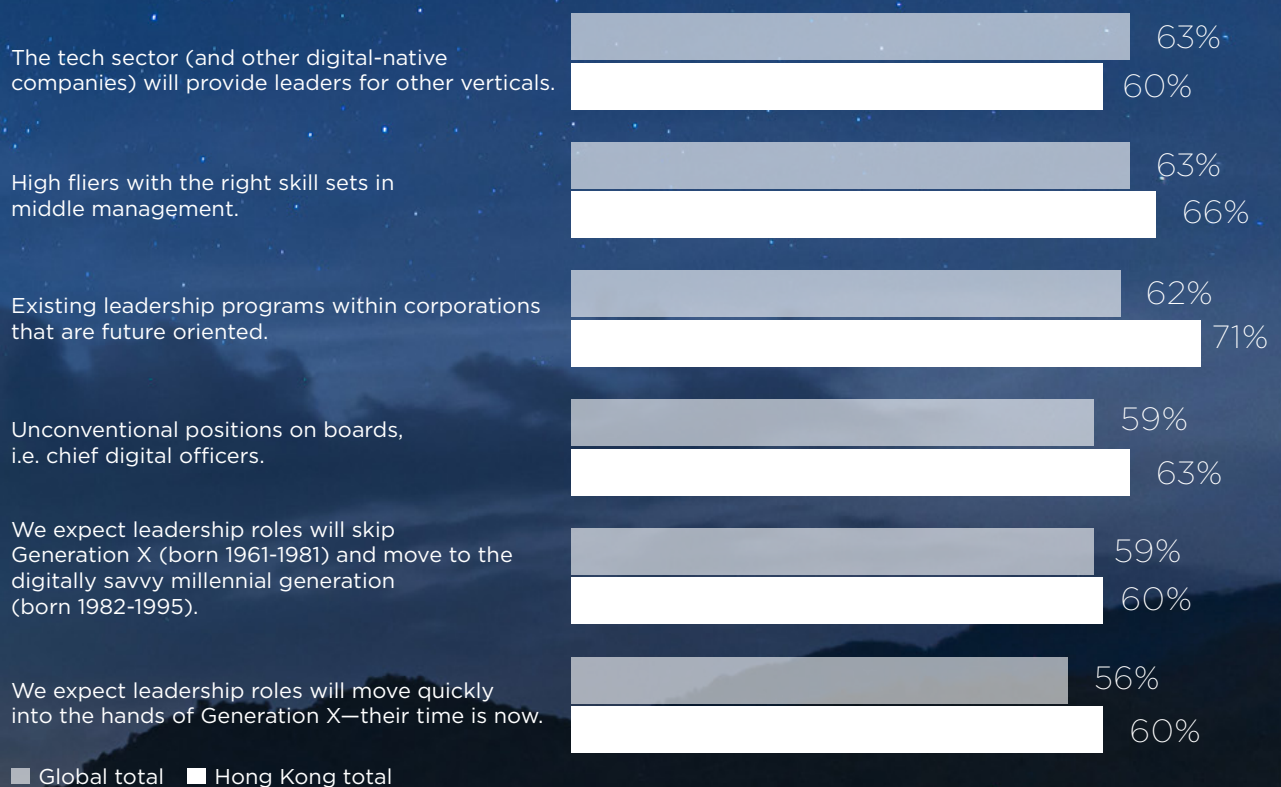 The tech sector (and other digital-native
companies) will provide leaders for other verticals.
63%
60%
High fliers with the right skill sets in
middle management.
63%
66%
Existing leadership programs within corporations
that are future oriented.
62%
71%
Unconventional positions on boards,
i.e. chief digital officers.
59%
63%
We expect leadership roles will skip
Generation X (born 1961-1981) and move to the
digitally savvy millennial generation
(born 1982-1995).
59%
60%
We expect leadership roles will move quickly
into the hands of Generation X—their time is now.
56%
60%
Global total Hong Kong total